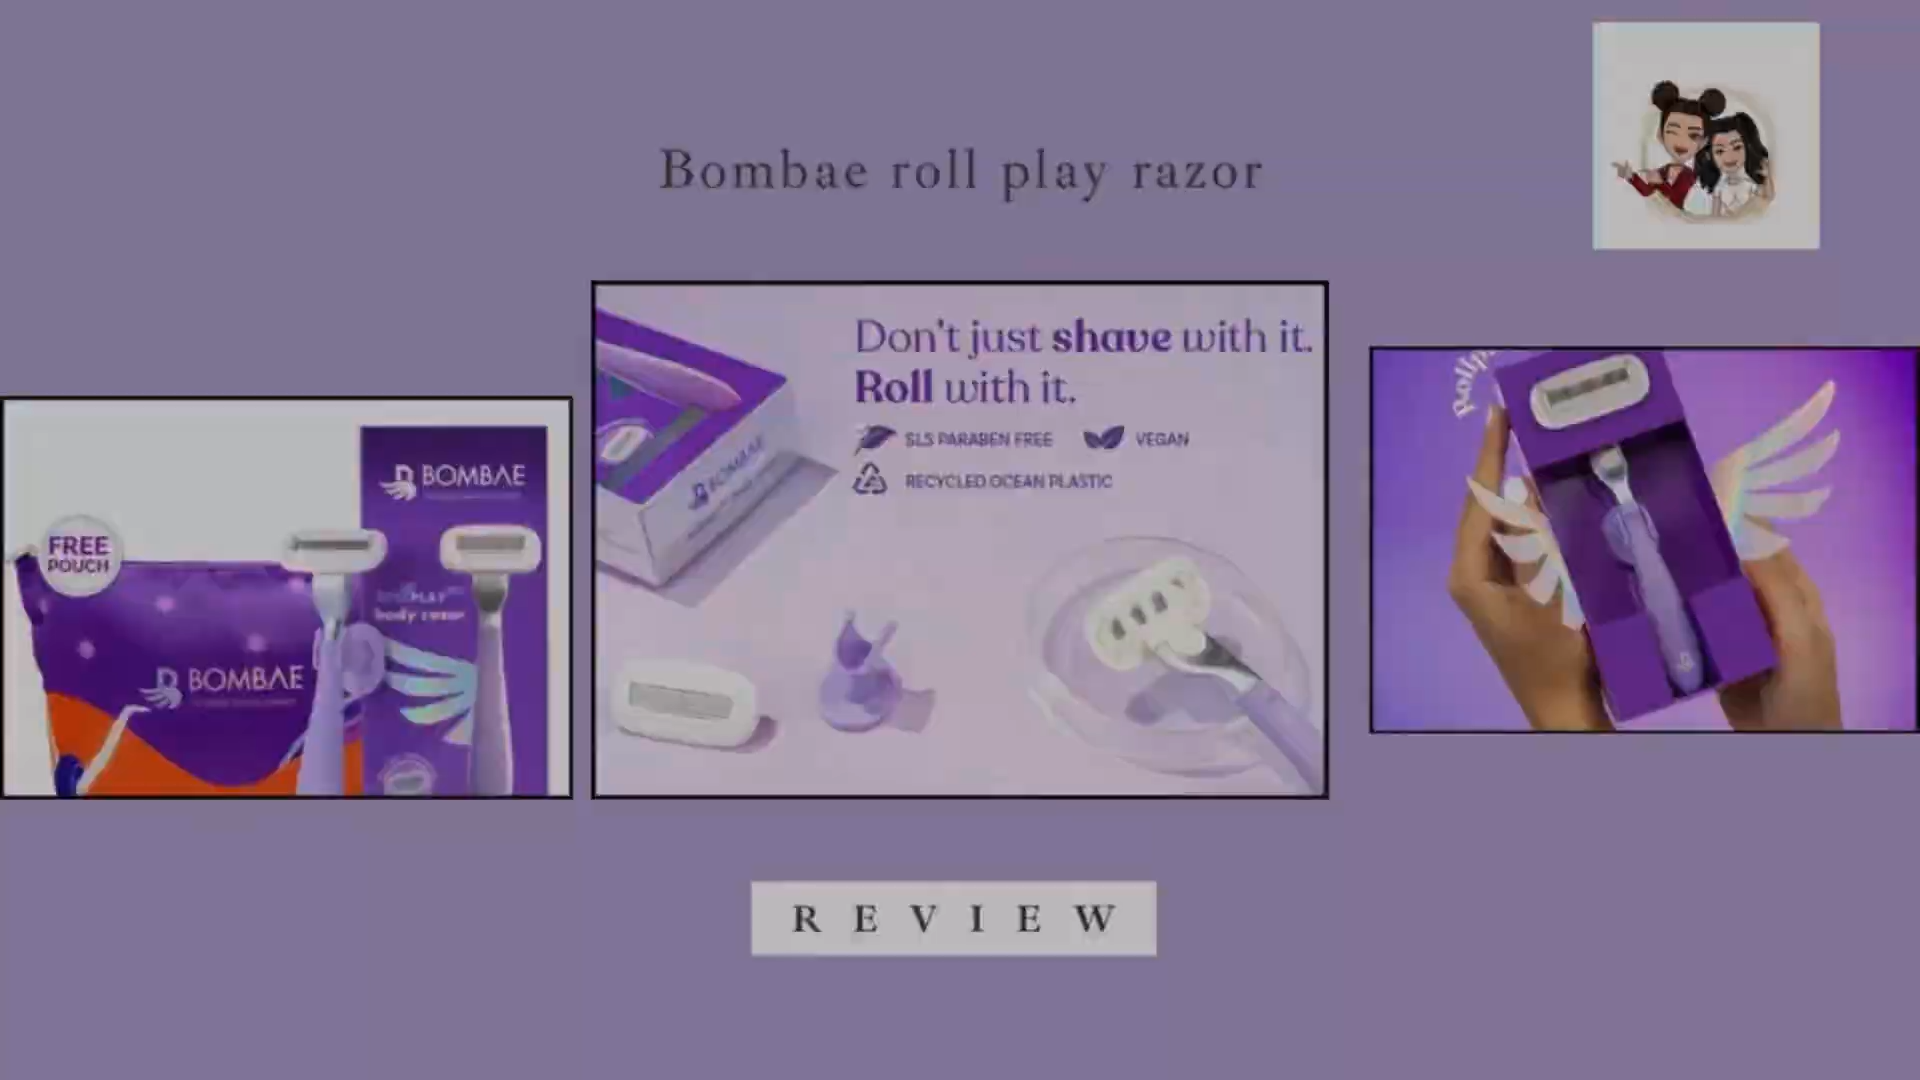 Bombae roll play razor
Don't just shave with it.
Roll with it.
SLS PARABEN FREE
VEGAN
RECYCLED OCEAN PLASTIC
BOMBAE
FREE
POUCH
BOMBAE
PLAY
body razor
BOMBAE
REVIEW